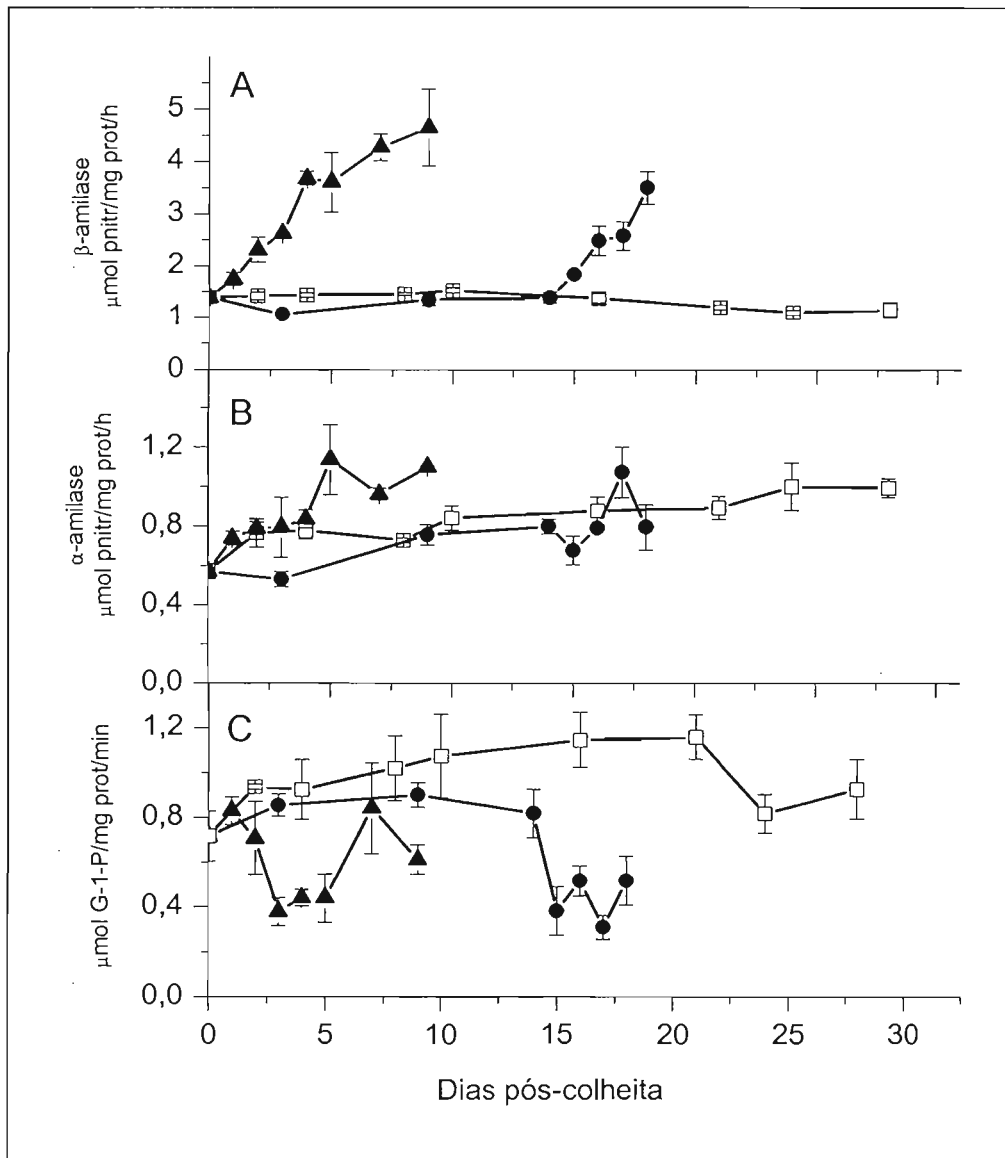 A
β-amilase
μmol pnitr/mg prot/h
5
4
3
2
1
0
B
α-amilase
μmol pnitr/mg prot/h
1,2
0,8
0,4
0,0
C
μmol G-1-P/mg prot/min
1,2
0,8
0,4
0,0
0 5 10 15 20 25 30
Dias pós-colheita